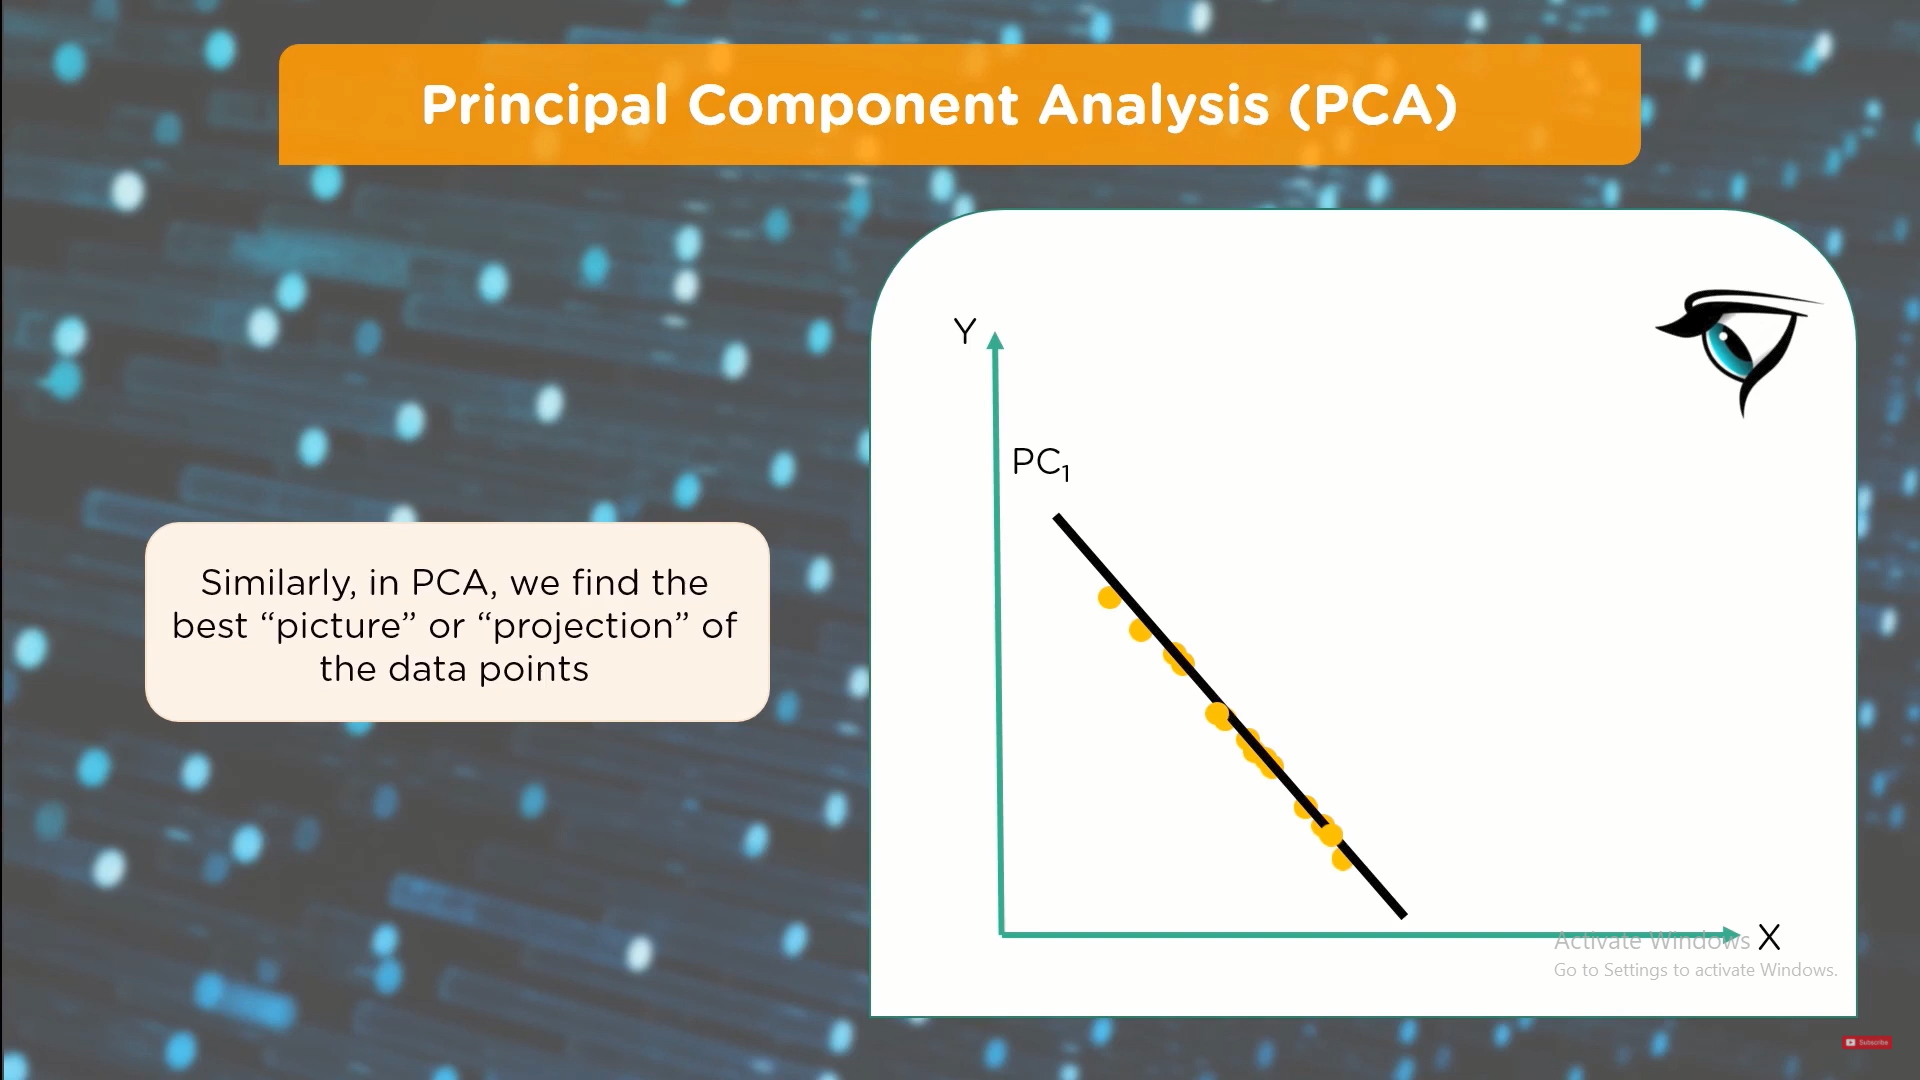 Principal Component Analysis (PCA)
Similarly, in PCA, we find the
best “picture” or “projection” of
the data points
Y
PC₁
X
Activate Windows
Go to Settings to activate Windows.
Subscribe